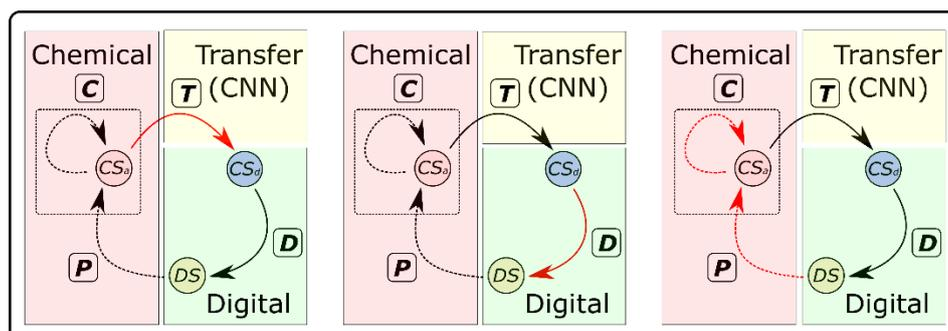 Chemical
Transfer
(CNN)
C
T
CSa
CSd
P
D
DS
Digital
Chemical
Transfer
(CNN)
C
T
CSa
CSd
P
D
DS
Digital
Chemical
Transfer
(CNN)
C
T
CSa
CSd
P
D
DS
Digital